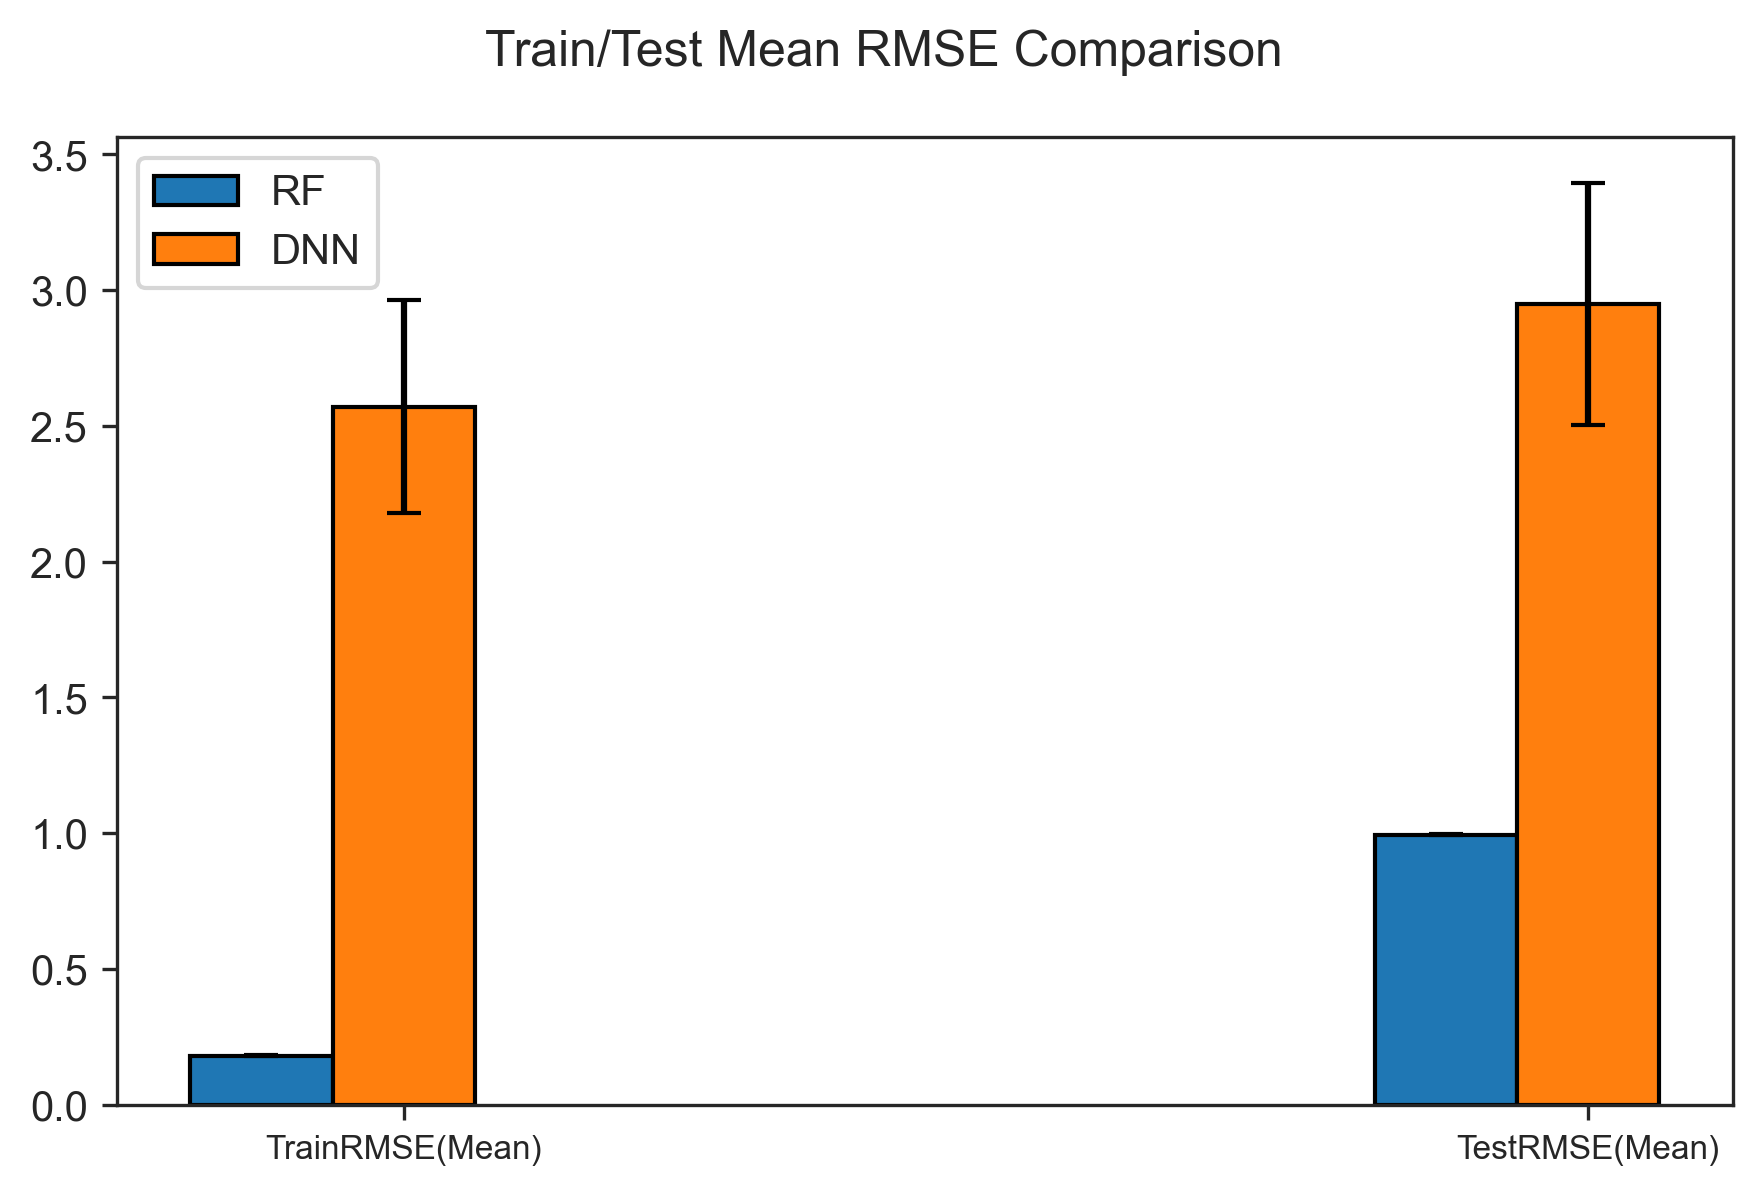 Train/Test Mean RMSE Comparison
3.5
3.0
2.5
2.0
1.5
1.0
0.5
0.0
RF
DNN
TrainRMSE(Mean)
TestRMSE(Mean)